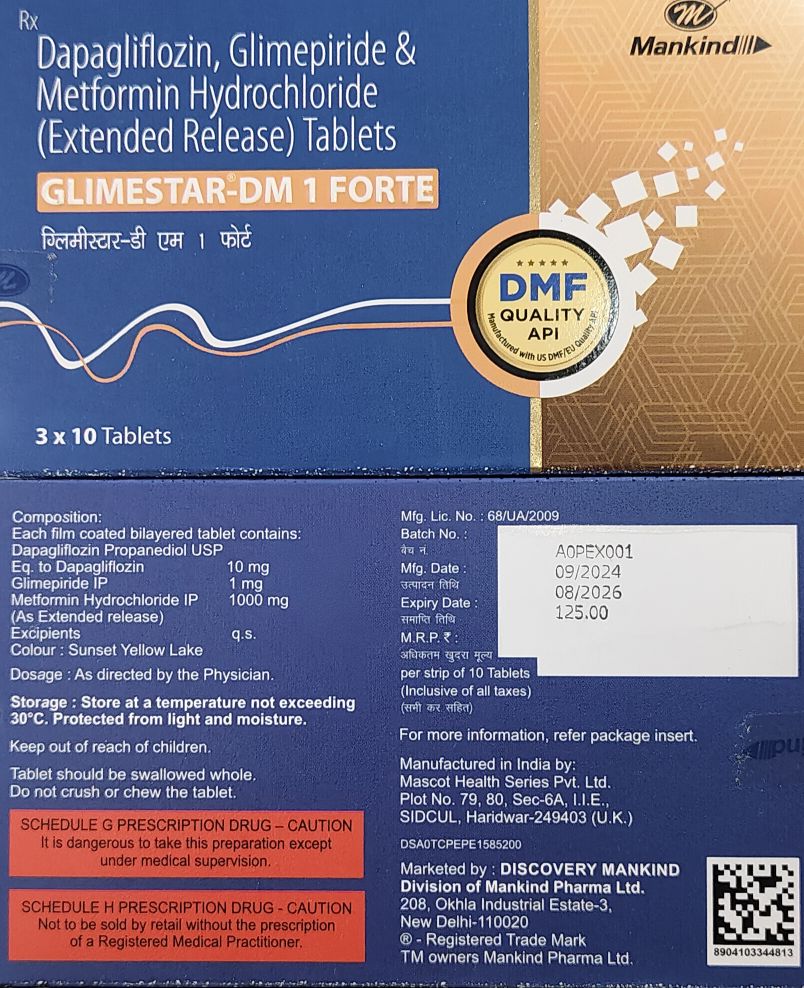 Rx
Dapagliflozin, Glimepiride &
Metformin Hydrochloride
(Extended Release) Tablets
GLIMESTAR®-DM 1 FORTE
ग्लिमीस्टार-डी एम 1 फोर्ट
3 x 10 Tablets
m
Mankind
DMF
QUALITY
API
Manufactured with US DMF/EU Quality API
Composition:
Each film coated bilayered tablet contains:
Dapagliflozin Propanediol USP
Eq. to Dapagliflozin 10 mg
Glimepiride IP 1 mg
Metformin Hydrochloride IP 1000 mg
(As Extended release)
Excipients q.s.
Colour : Sunset Yellow Lake
Dosage : As directed by the Physician.
Storage : Store at a temperature not exceeding
30°C. Protected from light and moisture.
Keep out of reach of children.
Tablet should be swallowed whole.
Do not crush or chew the tablet.
SCHEDULE G PRESCRIPTION DRUG – CAUTION
It is dangerous to take this preparation except
under medical supervision.
SCHEDULE H PRESCRIPTION DRUG - CAUTION
Not to be sold by retail without the prescription
of a Registered Medical Practitioner.
Mfg. Lic. No. : 68/UA/2009
Batch No. : A0PEX001
बैच नं.
Mfg. Date : 09/2024
उत्पादन तिथि
Expiry Date : 08/2026
समाप्ति तिथि
M.R.P. ₹ : 125.00
अधिकतम खुदरा मूल्य
per strip of 10 Tablets
(Inclusive of all taxes)
(सभी कर सहित)
For more information, refer package insert.
Manufactured in India by:
Mascot Health Series Pvt. Ltd.
Plot No. 79, 80, Sec-6A, I.I.E.,
SIDCUL, Haridwar-249403 (U.K.)
DSA0TCPEPE1585200
Marketed by : DISCOVERY MANKIND
Division of Mankind Pharma Ltd.
208, Okhla Industrial Estate-3,
New Delhi-110020
® - Registered Trade Mark
TM owners Mankind Pharma Ltd.
8904103344813